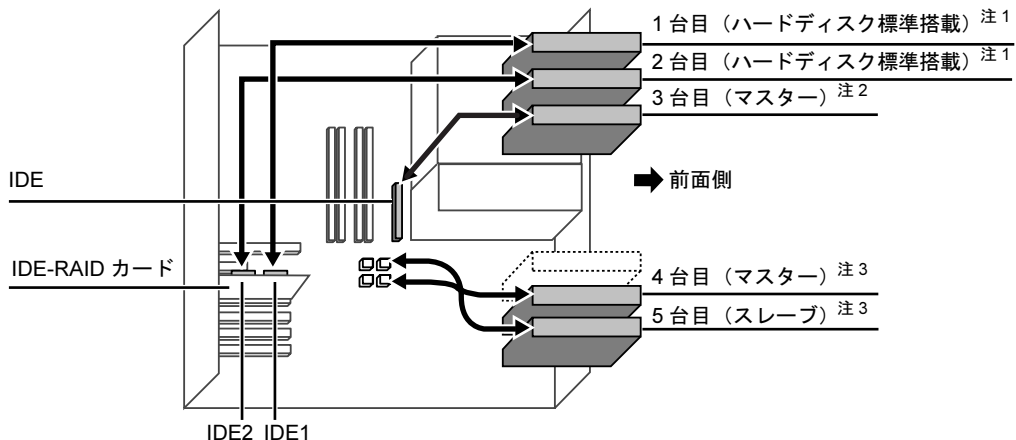 1 台目（ハードディスク標準搭載）注 1
2 台目（ハードディスク標準搭載）注 1
3 台目（マスター）注 2
IDE
前面側
IDE-RAID カード
4 台目（マスター）注 3
5 台目（スレーブ）注 3
IDE2 IDE1